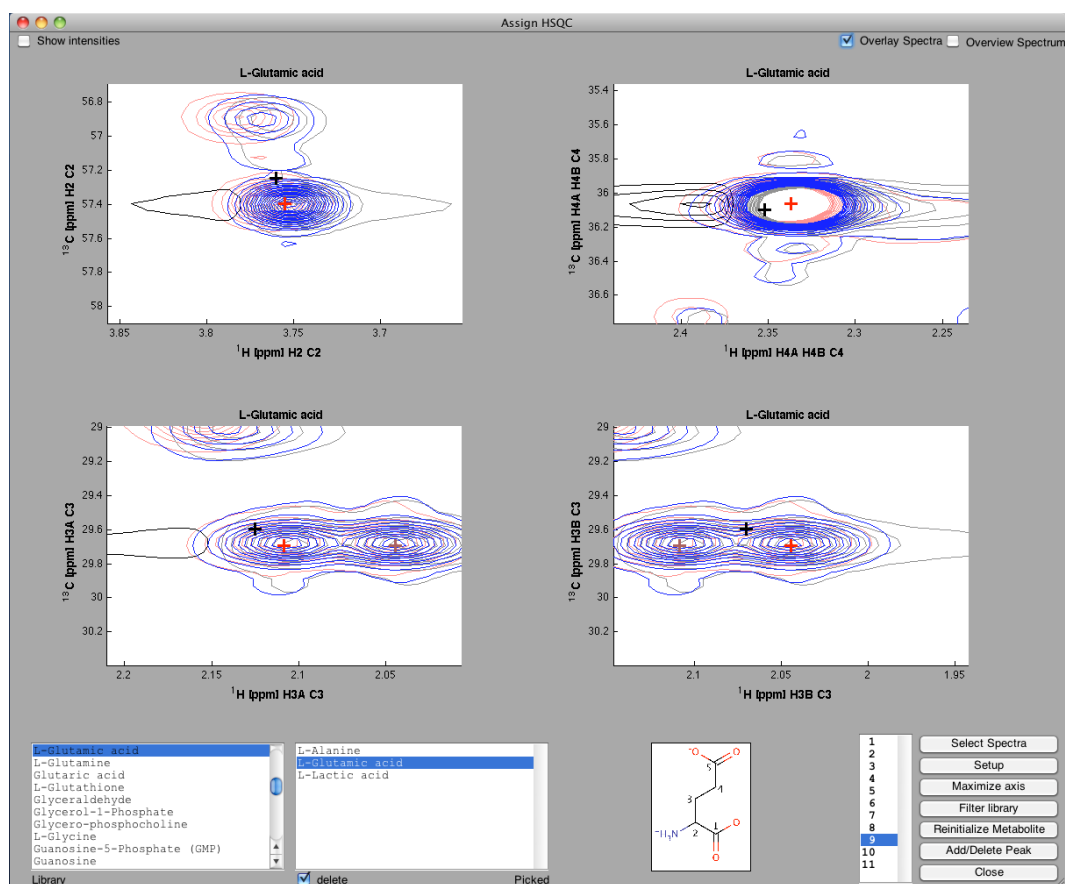 Assign HSQC
Show intensities
Overlay Spectra
Overview Spectrum
L-Glutamic acid
56.8
57
57.2
57.4
57.6
57.8
58
13C [ppm] H2 C2
3.85
3.8
3.75
3.7
1H [ppm] H2 C2
L-Glutamic acid
35.4
35.6
35.8
36
36.2
36.4
36.6
13C [ppm] H4A H4B C4
2.4
2.35
2.3
2.25
1H [ppm] H4A H4B C4
L-Glutamic acid
29
29.2
29.4
29.6
29.8
30
30.2
13C [ppm] H3A C3
2.2
2.15
2.1
2.05
1H [ppm] H3A C3
L-Glutamic acid
29
29.2
29.4
29.6
29.8
30
30.2
13C [ppm] H3B C3
2.1
2.05
2
1.95
1H [ppm] H3B C3
L-Glutamic acid
L-Glutamine
Glutaric acid
L-Glutathione
Glyceraldehyde
Glycerol-1-Phosphate
Glycero-phosphocholine
L-Glycine
Guanosine-5-Phosphate (GMP)
Guanosine
Library
L-Alanine
L-Glutamic acid
L-Lactic acid
delete
Picked
-O
O
5
4
3
2
1
O
O
1
2
3
4
5
6
7
8
9
10
11
Select Spectra
Setup
Maximize axis
Filter library
Reinitialize Metabolite
Add/Delete Peak
Close